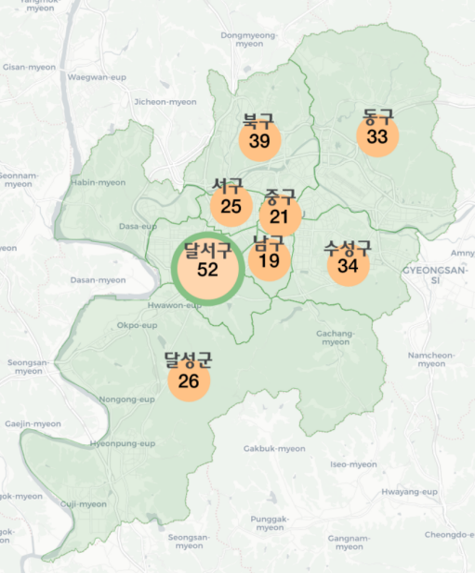 Dongmyeong-
myeon
Gisan-myeon
Waegwan-eup
Jicheon-myeon
북구
39
동구
33
Seonnam-
myeon
Habin-myeon
서구
25
중구
21
Dasa-eup
달서구
52
남구
19
수성구
34
Amny
GYEONGSAN-
SI
Dasan-myeon
Hwawon-eup
Okpo-eup
Gachang-
myeon
Seongsan-
myeon
달성군
26
Namcheon-
myeon
Nongong-eup
Gaejin-myeon
Hyeonpung-eup
Gakbuk-myeon
Iseo-myeon
Guji-myeon
Hwayang-eup
gok-myeon
Punggak-
myeon
Seongsan-
myeon
Gangnam-
myeon
Cheongdo-e